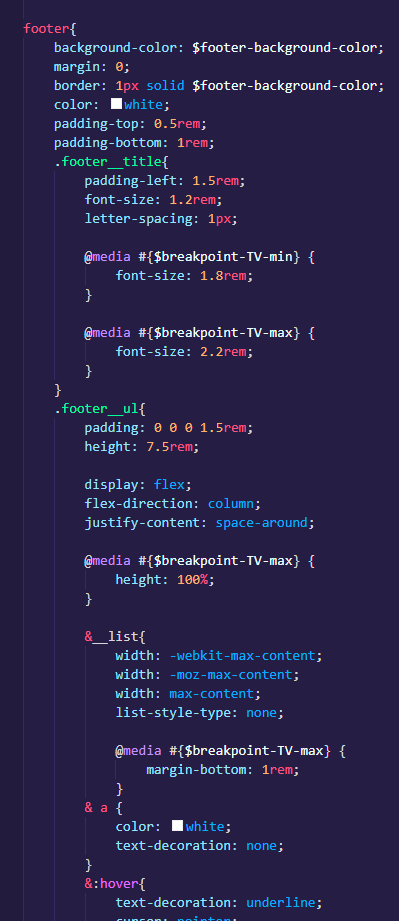 footer{
    background-color: $footer-background-color;
    margin: 0;
    border: 1px solid $footer-background-color;
    color: white;
    padding-top: 0.5rem;
    padding-bottom: 1rem;
    .footer__title{
        padding-left: 1.5rem;
        font-size: 1.2rem;
        letter-spacing: 1px;

        @media #{$breakpoint-TV-min} {
            font-size: 1.8rem;
        }

        @media #{$breakpoint-TV-max} {
            font-size: 2.2rem;
        }
    }
    .footer__ul{
        padding: 0 0 0 1.5rem;
        height: 7.5rem;

        display: flex;
        flex-direction: column;
        justify-content: space-around;

        @media #{$breakpoint-TV-max} {
            height: 100%;
        }

        &__list{
            width: -webkit-max-content;
            width: -moz-max-content;
            width: max-content;
            list-style-type: none;

            @media #{$breakpoint-TV-max} {
                margin-bottom: 1rem;
            }
        & a {
            color: white;
            text-decoration: none;
        }
        &:hover{
            text-decoration: underline;
            cursor: pointer;